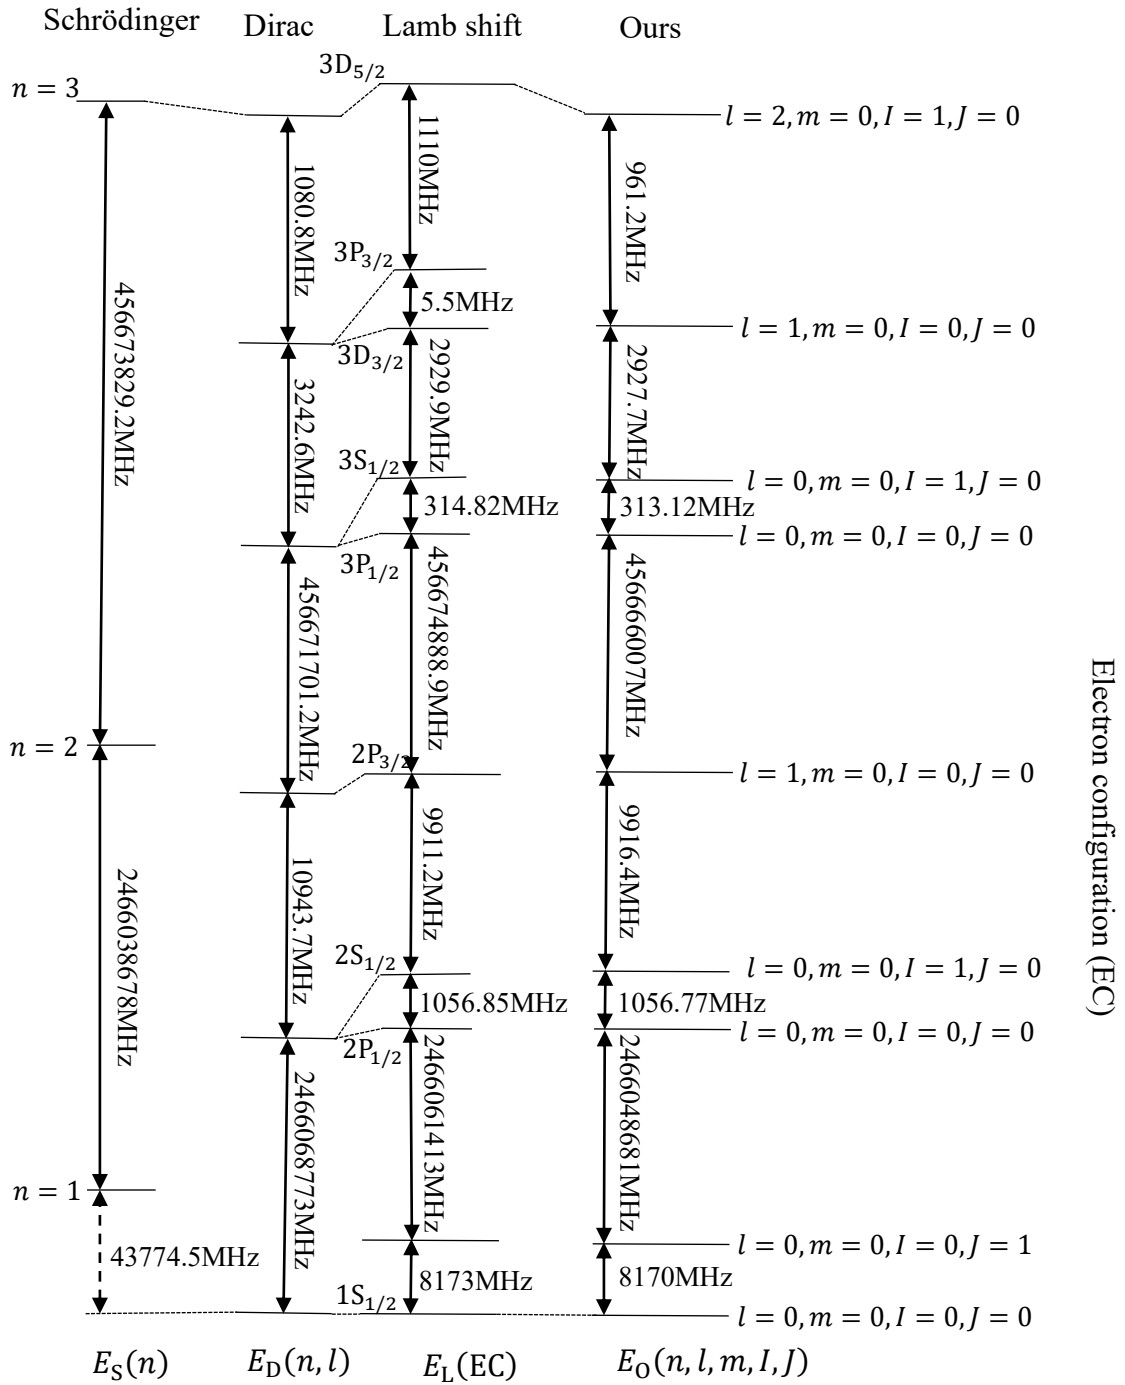 Schrödinger Dirac Lamb shift Ours
3D5/2
n = 3
l = 2, m = 0, I = 1, J = 0
1110MHz
1080.8MHz
961.2MHz
3P3/2
456673829.2MHz
5.5MHz
l = 1, m = 0, I = 0, J = 0
3D3/2
3242.6MHz
2929.9MHz
2927.7MHz
3S1/2
l = 0, m = 0, I = 1, J = 0
314.82MHz
313.12MHz
l = 0, m = 0, I = 0, J = 0
3P1/2
456671701.2MHz
456674888.9MHz
456666007MHz
Electron configuration (EC)
n = 2
2P3/2
l = 1, m = 0, I = 0, J = 0
2466038678MHz
10943.7MHz
9911.2MHz
9916.4MHz
2S1/2
l = 0, m = 0, I = 1, J = 0
1056.85MHz
1056.77MHz
l = 0, m = 0, I = 0, J = 0
2P1/2
2466068773MHz
2466061413MHz
2466048681MHz
n = 1
l = 0, m = 0, I = 0, J = 1
43774.5MHz
8173MHz
8170MHz
1S1/2
l = 0, m = 0, I = 0, J = 0
ES(n) ED(n, l) EL(EC) EO(n, l, m, I, J)